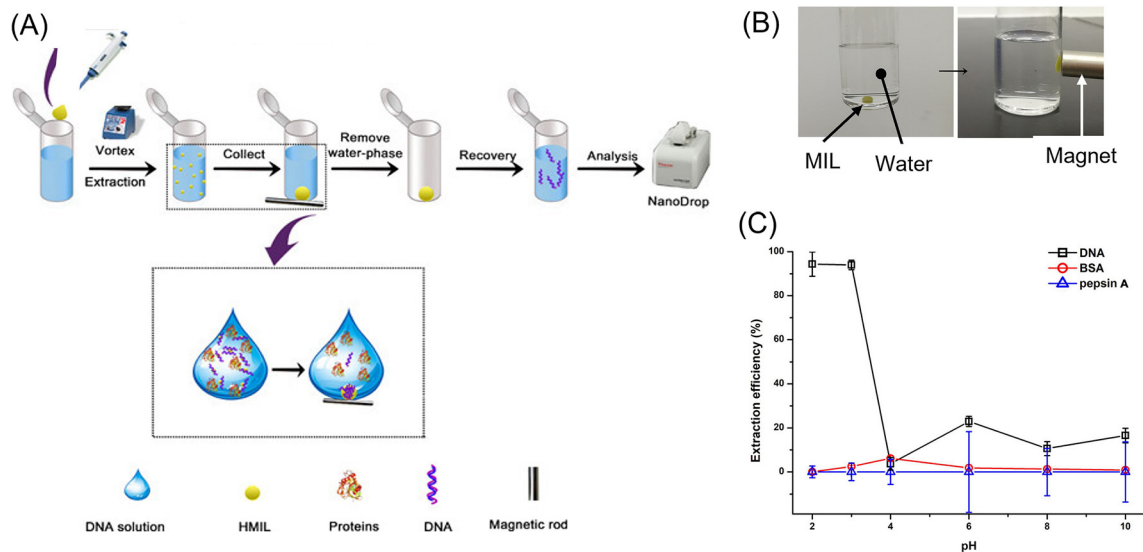 (A)
Vortex
Extraction
Collect
Remove
water-phase
Recovery
Analysis
NanoDrop
DNA solution
HMIL
Proteins
DNA
Magnetic rod
(B)
MIL
Water
Magnet
(C)
DNA
BSA
pepsin A
Extraction efficiency (%)
100
80
60
40
20
0
2
4
6
8
10
pH